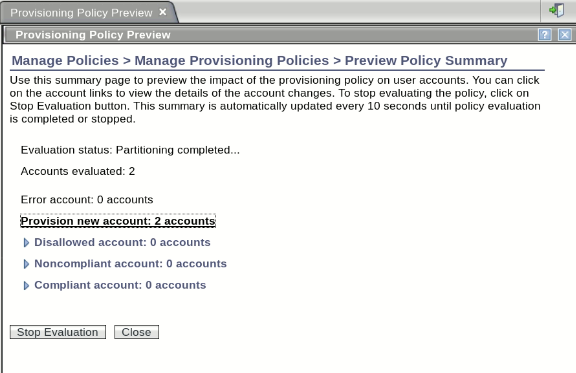 Provisioning Policy Preview ×
Provisioning Policy Preview
?
×
Manage Policies > Manage Provisioning Policies > Preview Policy Summary
Use this summary page to preview the impact of the provisioning policy on user accounts. You can click
on the account links to view the details of the account changes. To stop evaluating the policy, click on
Stop Evaluation button. This summary is automatically updated every 10 seconds until policy evaluation
is completed or stopped.
Evaluation status: Partitioning completed...
Accounts evaluated: 2
Error account: 0 accounts
Provision new account: 2 accounts
Disallowed account: 0 accounts
Noncompliant account: 0 accounts
Compliant account: 0 accounts
Stop Evaluation Close